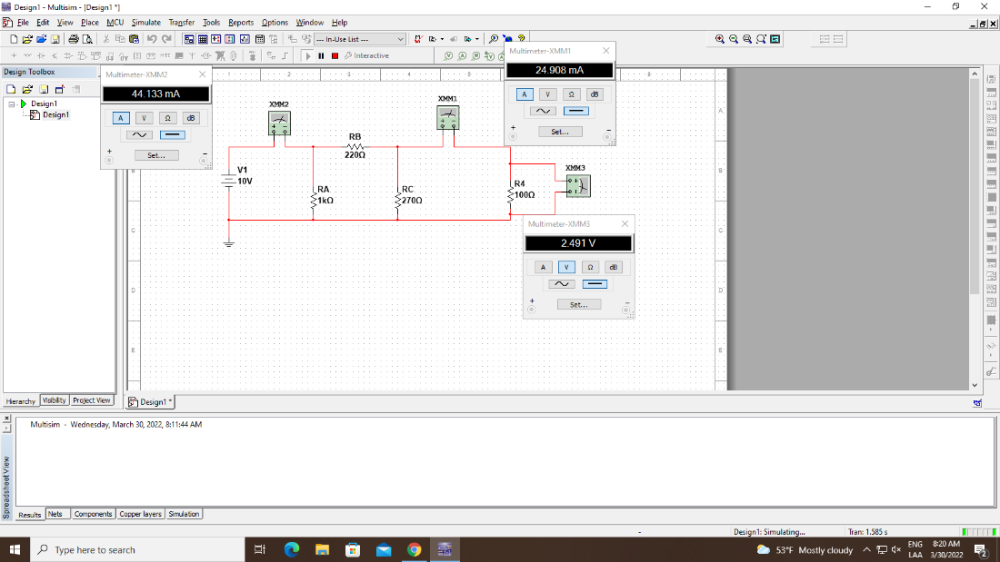 Design1 - Multisim - [Design1 *]
File Edit View Place MCU Simulate Transfer Tools Reports Options Window Help
--- In-Use List ---
Interactive
Design Toolbox
Design1
Design1
Hierarchy Visibility Project View
Multimeter-XMM2
44.133 mA
A V Ω dB
Set...
+ −
Multimeter-XMM1
24.908 mA
A V Ω dB
Set...
+ −
XMM2
XMM1
RB
220Ω
V1
10V
RA
1kΩ
RC
270Ω
R4
100Ω
XMM3
Multimeter-XMM3
2.491 V
A V Ω dB
Set...
+ −
Design1 *
Multisim - Wednesday, March 30, 2022, 8:11:44 AM
Spreadsheet View
Results Nets Components Copper layers Simulation
- Design1: Simulating... Tran: 1.585 s
Type here to search
53°F Mostly cloudy
ENG
LAA
8:20 AM
3/30/2022
2